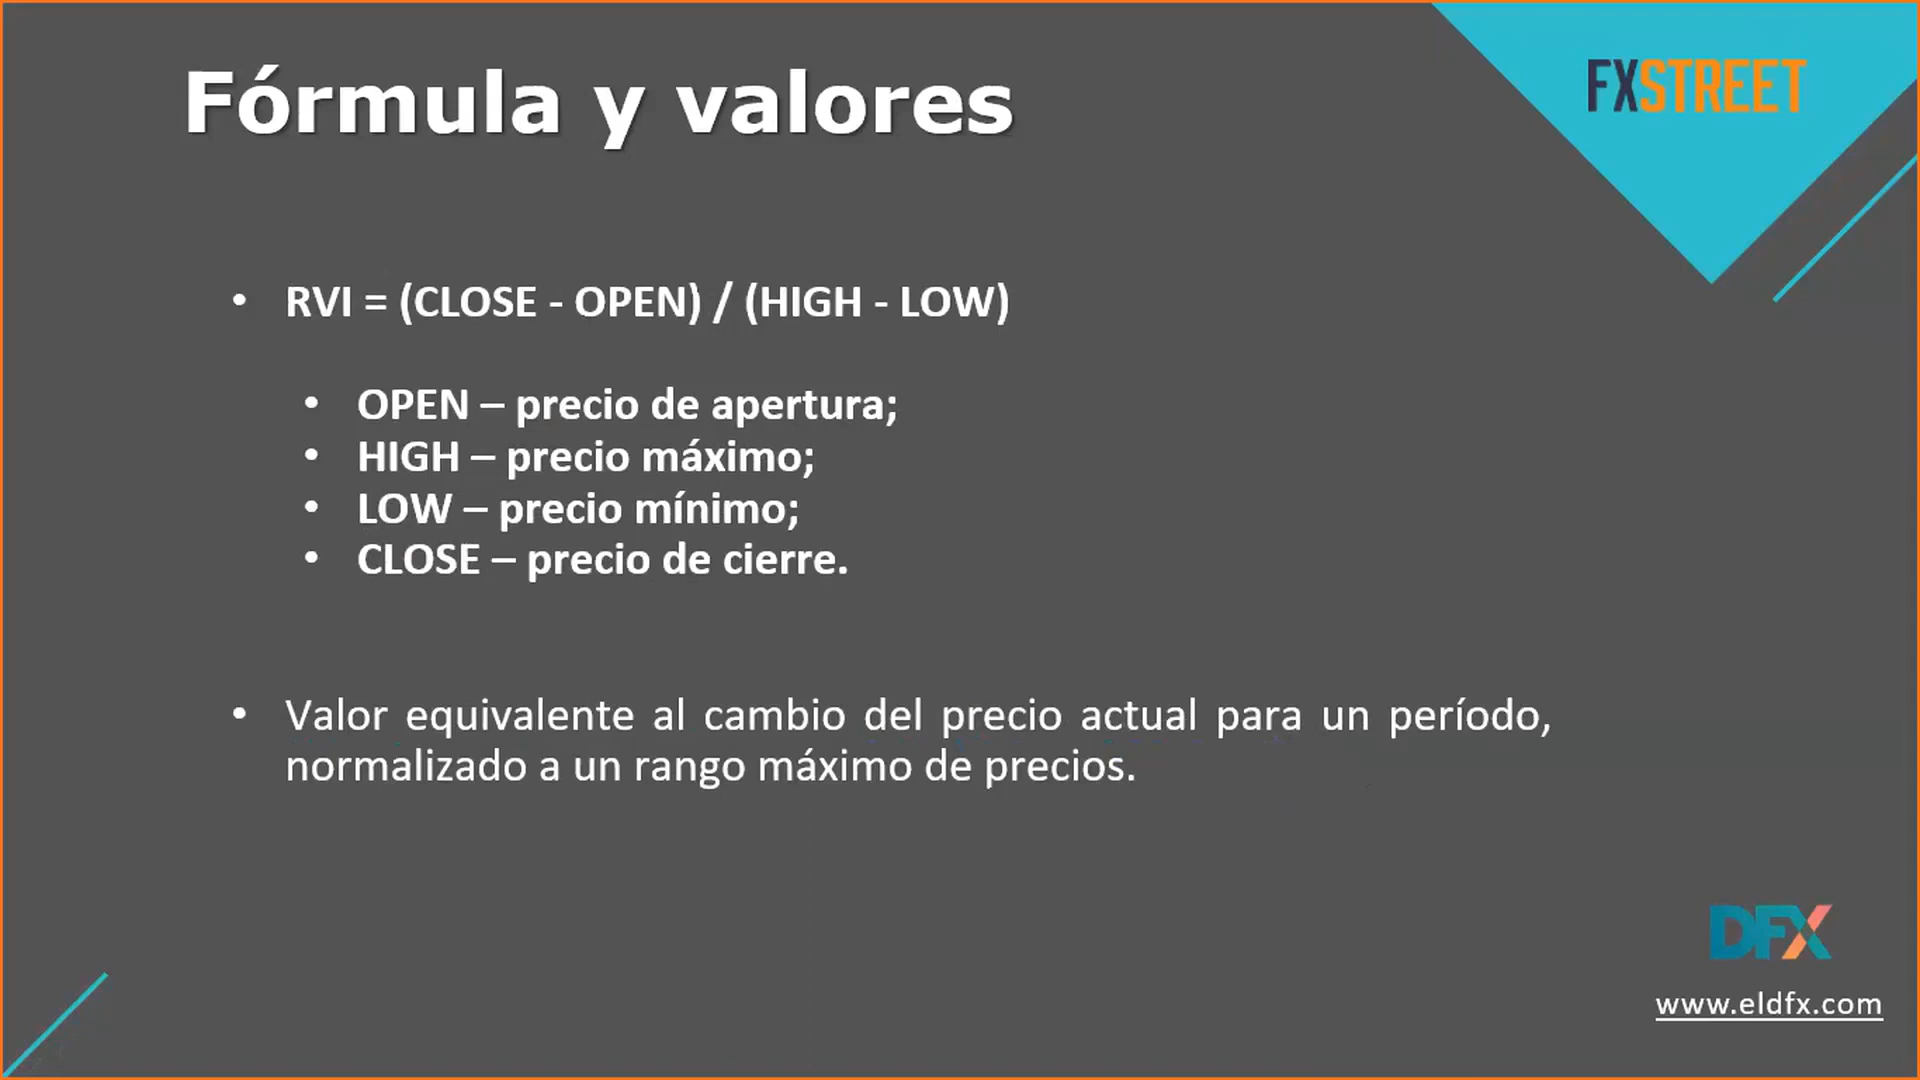 Fórmula y valores
FXSTREET
• RVI = (CLOSE - OPEN) / (HIGH - LOW)
• OPEN – precio de apertura;
• HIGH – precio máximo;
• LOW – precio mínimo;
• CLOSE – precio de cierre.
• Valor equivalente al cambio del precio actual para un período,
normalizado a un rango máximo de precios.
DFX
www.eldfx.com